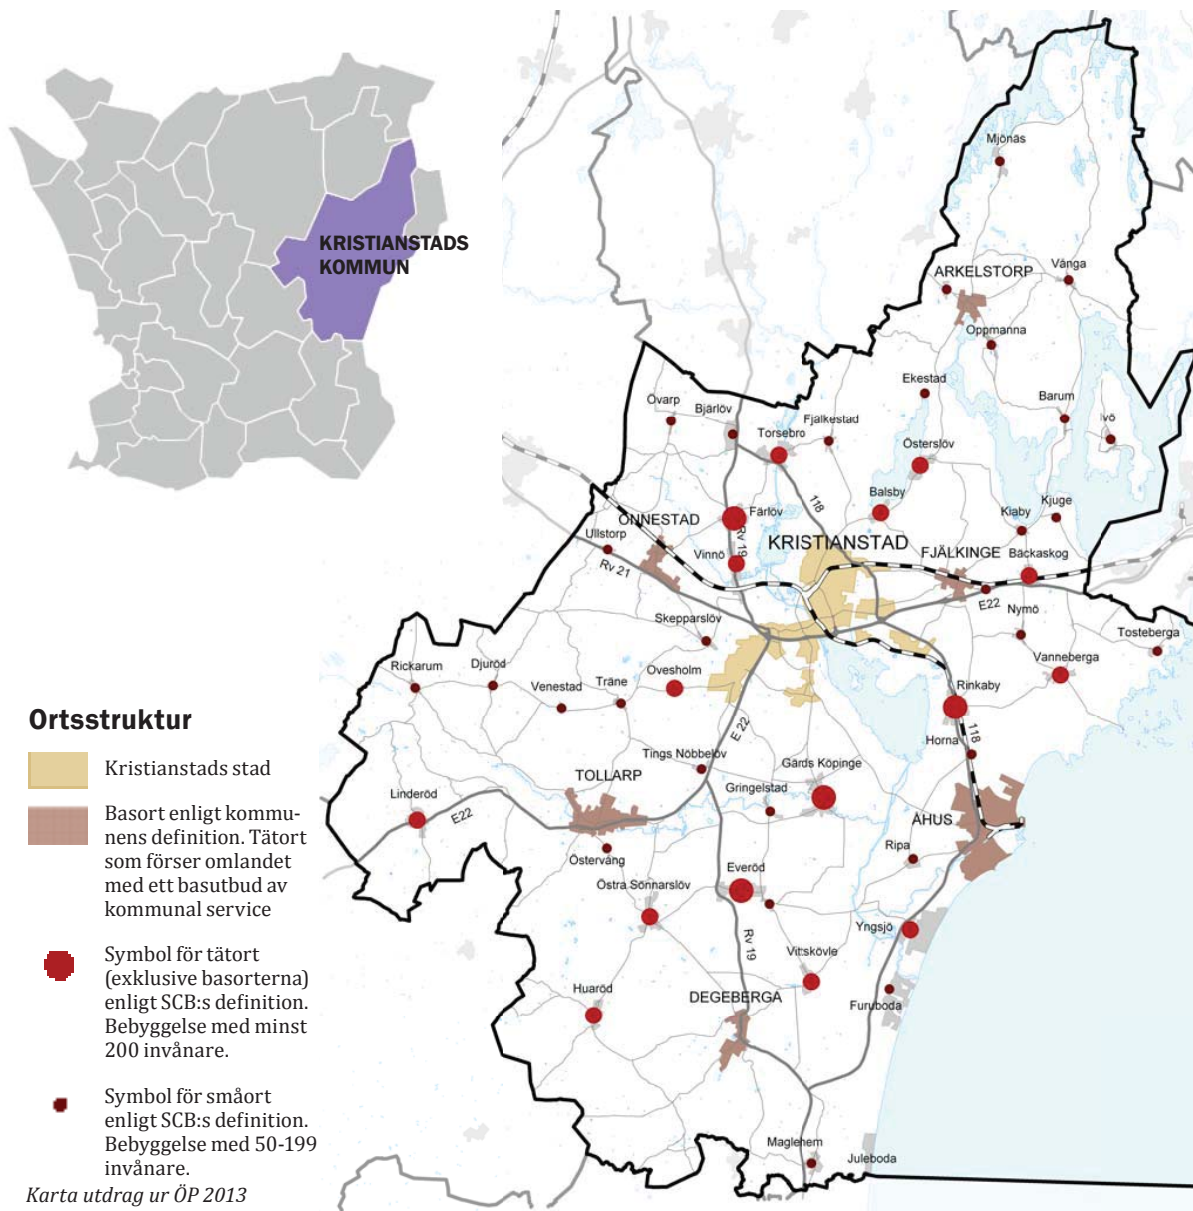 KRISTIANSTADS
KOMMUN
Mjönäs
ARKELSTORP
Vånga
Oppmanna
Ekestad
Övarp
Bjärlöv
Torsebro
Fjälkestad
Barum
Ivö
Österslöv
Balsby
118
Kiaby
Kjuge
ÖNNESTAD
Färlöv
Ullstorp
Vinnö
Rv 19
KRISTIANSTAD
FJÄLKINGE
Bäckaskog
Rv 21
E22
Nymö
Skepparslöv
Tosteberga
Vanneberga
Rickarum
Djuröd
Ovesholm
Venestad
Träne
Rinkaby
E 22
118
Horna
Tings Nöbbelöv
TOLLARP
Gärds Köpinge
Gringelstad
Linderöd
E22
ÅHUS
Ripa
Östervång
Everöd
Östra Sönnarslöv
Yngsjö
Rv 19
Vittskövle
Huaröd
DEGEBERGA
Furuboda
Maglehem
Juleboda
Ortsstruktur
Kristianstads stad
Basort enligt kommu-
nens definition. Tätort
som förser omlandet
med ett basutbud av
kommunal service
Symbol för tätort
(exklusive basorterna)
enligt SCB:s definition.
Bebyggelse med minst
200 invånare.
Symbol för småort
enligt SCB:s definition.
Bebyggelse med 50-199
invånare.
Karta utdrag ur ÖP 2013